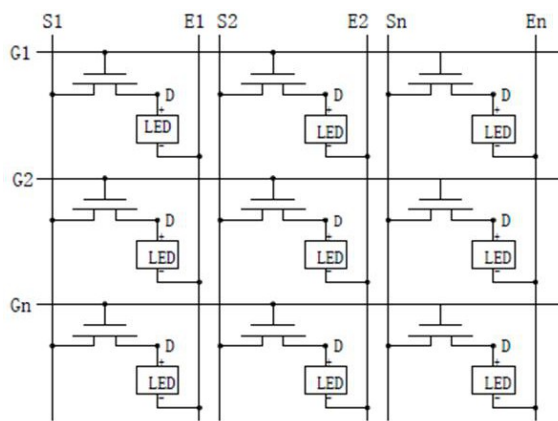 S1 E1 S2 E2 Sn En
G1
D D D
+ + +
LED LED LED
- - -
G2
D D D
+ + +
LED LED LED
- - -
Gn
D D D
+ + +
LED LED LED
- - -